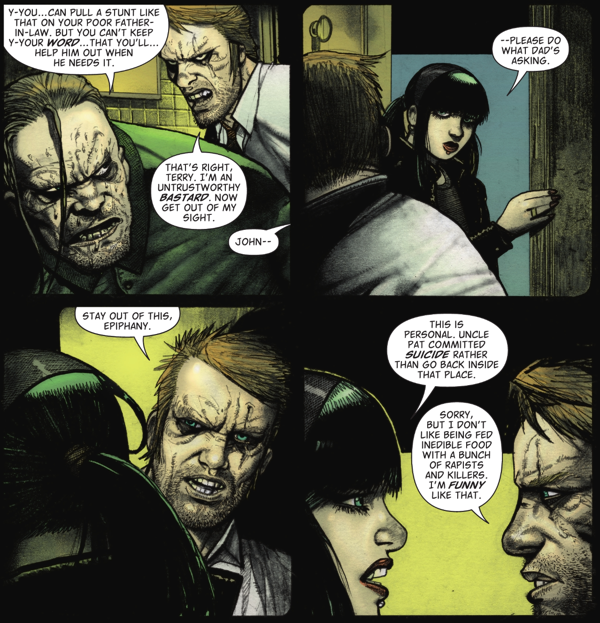 Y-YOU...CAN PULL A STUNT LIKE
THAT ON YOUR POOR FATHER-
IN-LAW. BUT YOU CAN'T KEEP
Y-YOUR WORD...THAT YOU'LL...
HELP HIM OUT WHEN
HE NEEDS IT.
THAT'S RIGHT,
TERRY. I'M AN
UNTRUSTWORTHY
BASTARD. NOW
GET OUT OF MY
SIGHT.
JOHN--
--PLEASE DO
WHAT DAD'S
ASKING.
STAY OUT OF THIS,
EPIPHANY.
THIS IS
PERSONAL. UNCLE
PAT COMMITTED
SUICIDE RATHER
THAN GO BACK INSIDE
THAT PLACE.
SORRY,
BUT I DON'T
LIKE BEING FED
INEDIBLE FOOD
WITH A BUNCH
OF RAPISTS
AND KILLERS.
I'M FUNNY
LIKE THAT.